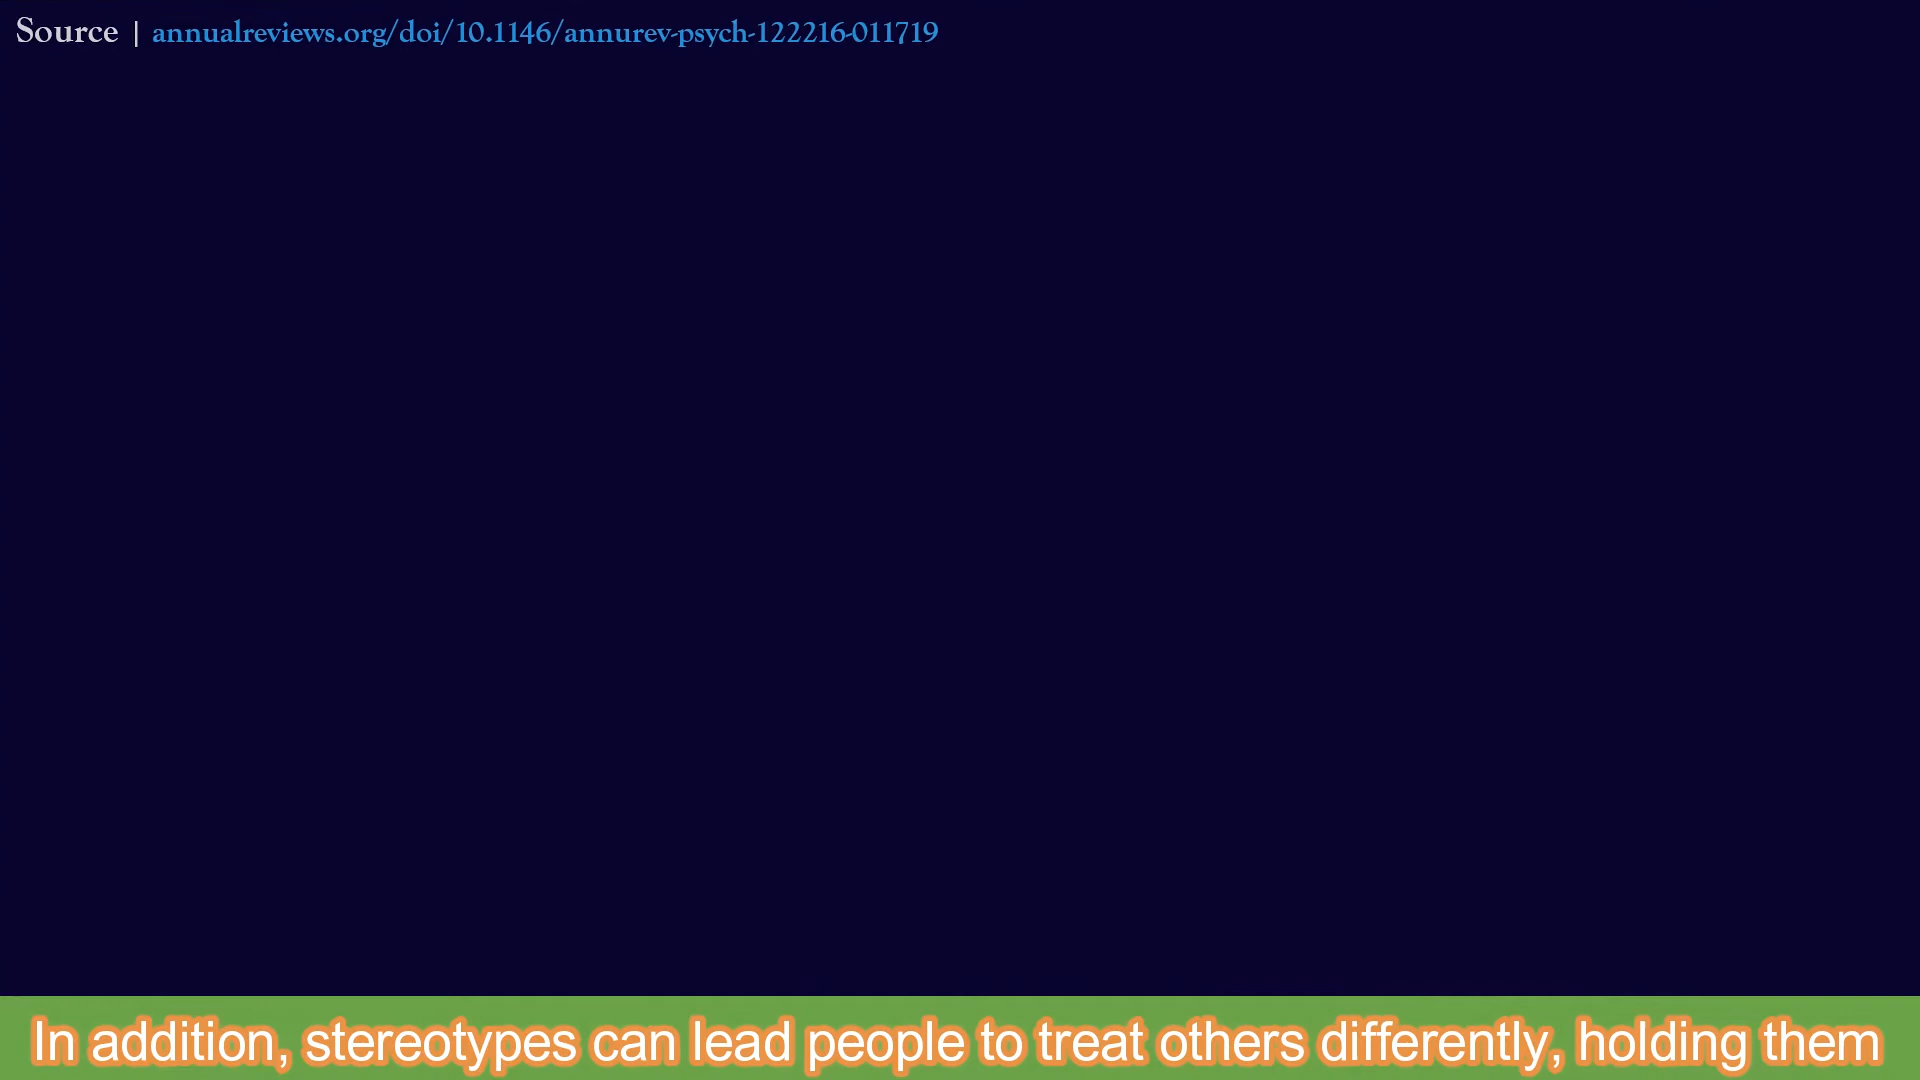 Source | annualreviews.org/doi/10.1146/annurev-psych-122216-011719
In addition, stereotypes can lead people to treat others differently, holding them